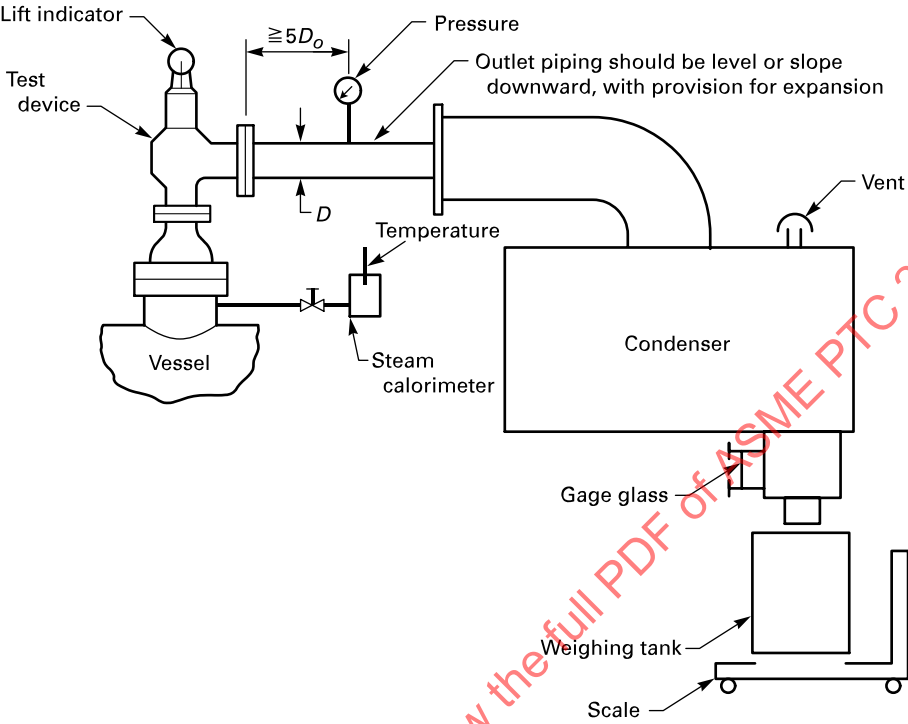 Lift indicator
Pressure
≧5Do
Test
device
Outlet piping should be level or slope
downward, with provision for expansion
D
Vent
Temperature
Condenser
Vessel
Steam
calorimeter
Gage glass
Weighing tank
Scale
the full PDF of ASME PTC